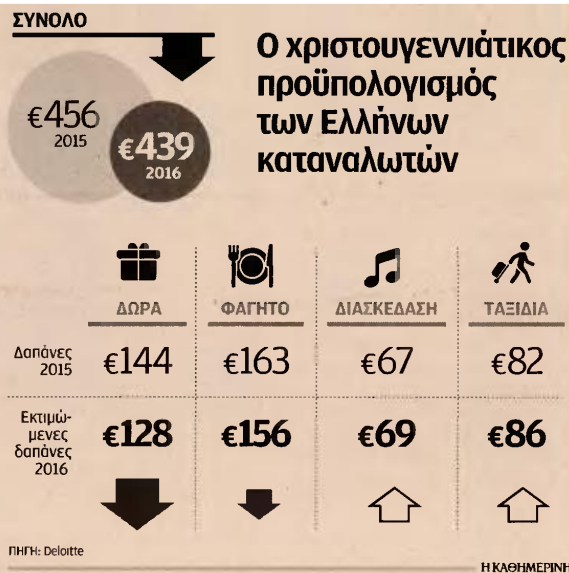 ΣΥΝΟΛΟ
Ο χριστουγεννιάτικος
προϋπολογισμός
των Ελλήνων
καταναλωτών
€456
2015
€439
2016
ΔΩΡΑ ΦΑΓΗΤΟ ΔΙΑΣΚΕΔΑΣΗ ΤΑΞΙΔΙΑ
Δαπάνες
2015
€144 €163 €67 €82
Εκτιμώ-
μενες
δαπάνες
2016
€128 €156 €69 €86
ΠΗΓΗ: Deloitte
Η ΚΑΘΗΜΕΡΙΝΗ